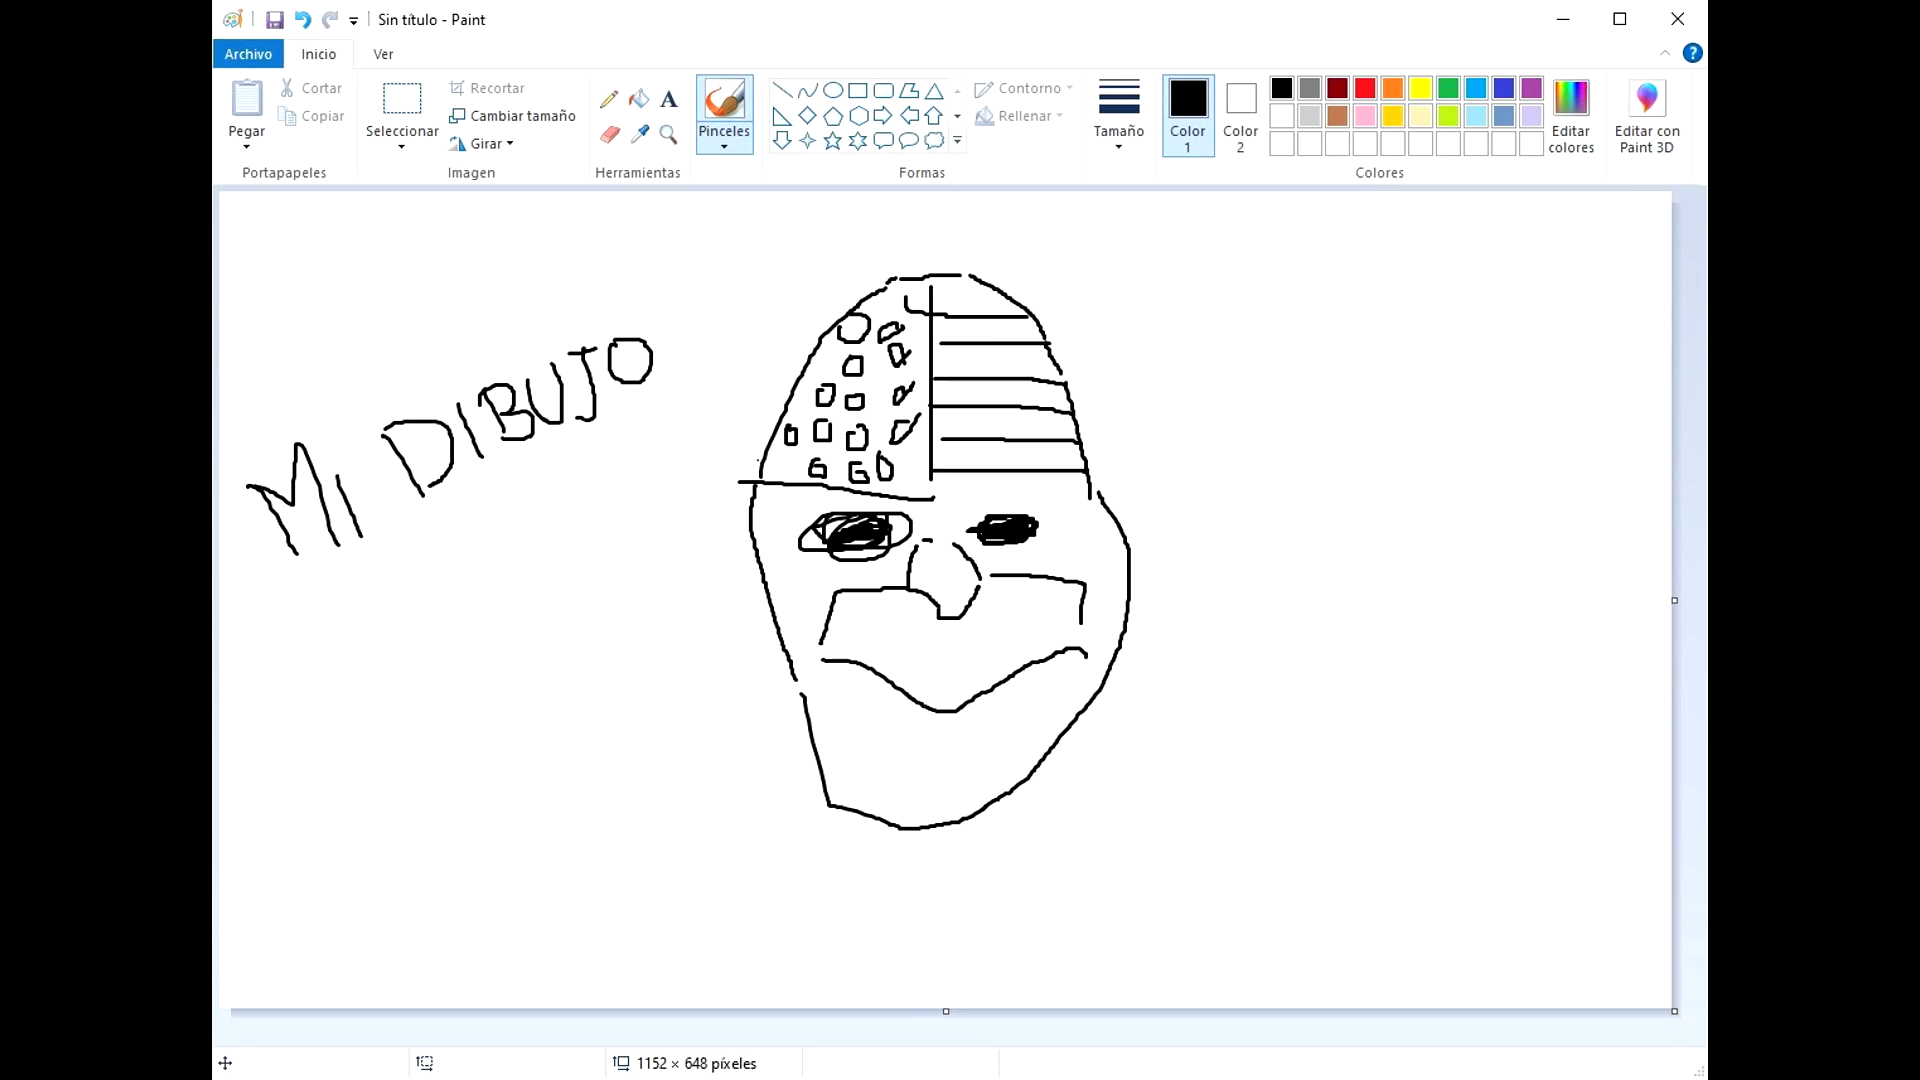 Sin título - Paint
Archivo Inicio Ver ?
Pegar Cortar Copiar
Portapapeles
Seleccionar Recortar Cambiar tamaño Girar
Imagen
A
Herramientas
Pinceles
Contorno Rellenar
Formas
Tamaño
Color 1 Color 2 Editar colores
Colores
Editar con Paint 3D
MI DIBUJO
1152 × 648 píxeles